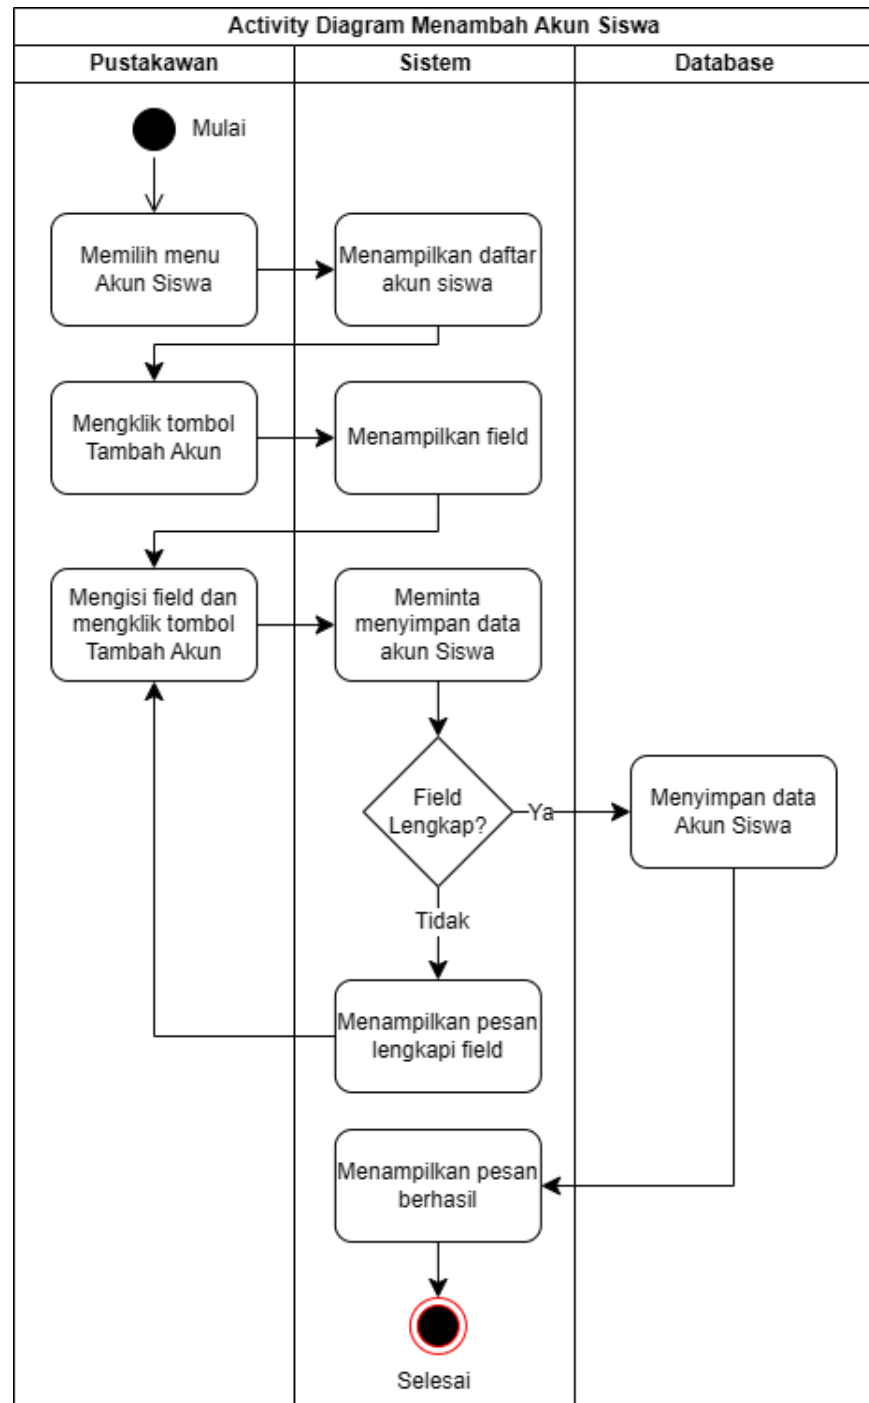 Activity Diagram Menambah Akun Siswa
Pustakawan
Sistem
Database
Mulai
Memilih menu
Akun Siswa
Menampilkan daftar
akun siswa
Mengklik tombol
Tambah Akun
Menampilkan field
Mengisi field dan
mengklik tombol
Tambah Akun
Meminta
menyimpan data
akun Siswa
Field
Lengkap?
Ya
Menyimpan data
Akun Siswa
Tidak
Menampilkan pesan
lengkapi field
Menampilkan pesan
berhasil
Selesai